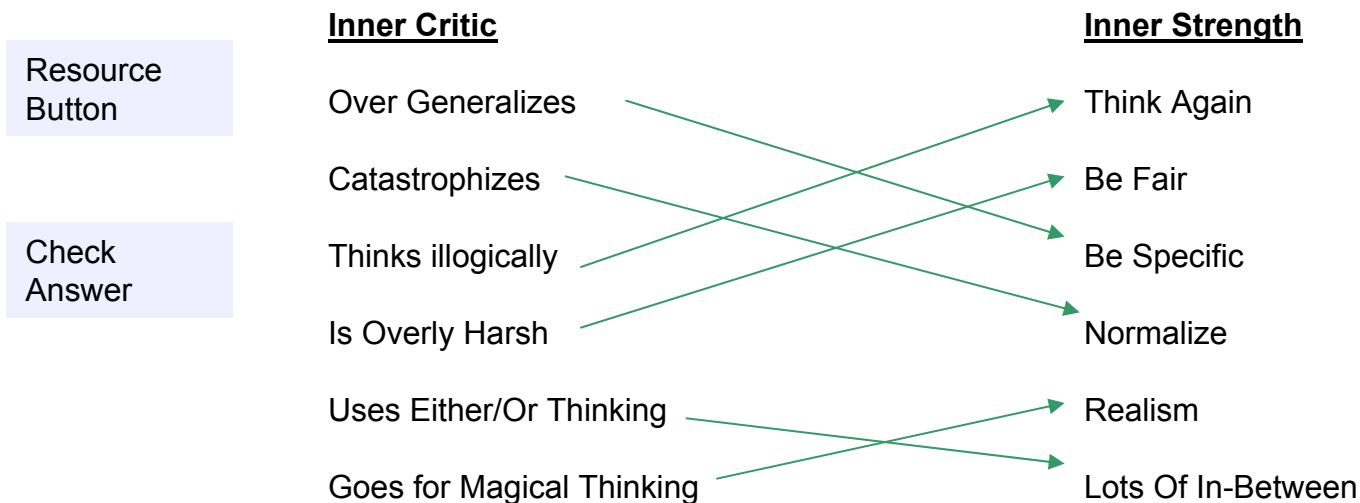 Resource
Button
Check
Answer
Inner Critic
Over Generalizes
Catastrophizes
Thinks illogically
Is Overly Harsh
Uses Either/Or Thinking
Goes for Magical Thinking
Inner Strength
Think Again
Be Fair
Be Specific
Normalize
Realism
Lots Of In-Between